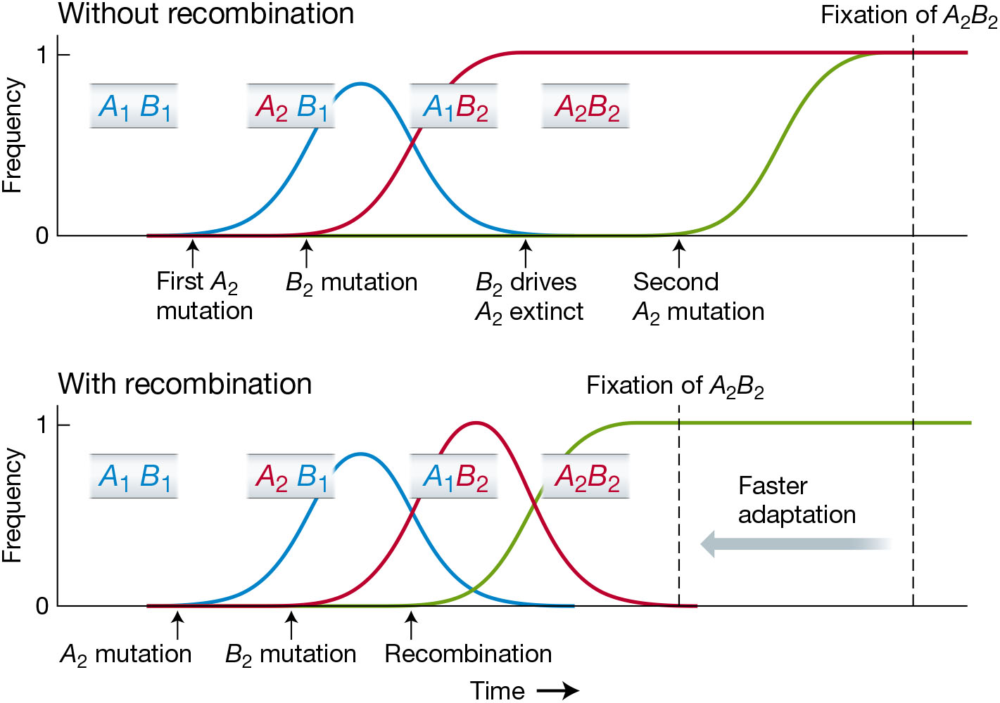 Without recombination
Fixation of A₂B₂
1
A₁ B₁
A₂ B₁
A₁B₂
A₂B₂
Frequency
0
First A₂
mutation
B₂ mutation
B₂ drives
A₂ extinct
Second
A₂ mutation
With recombination
Fixation of A₂B₂
1
A₁ B₁
A₂ B₁
A₁B₂
A₂B₂
Faster
adaptation
Frequency
0
A₂ mutation
B₂ mutation
Recombination
Time